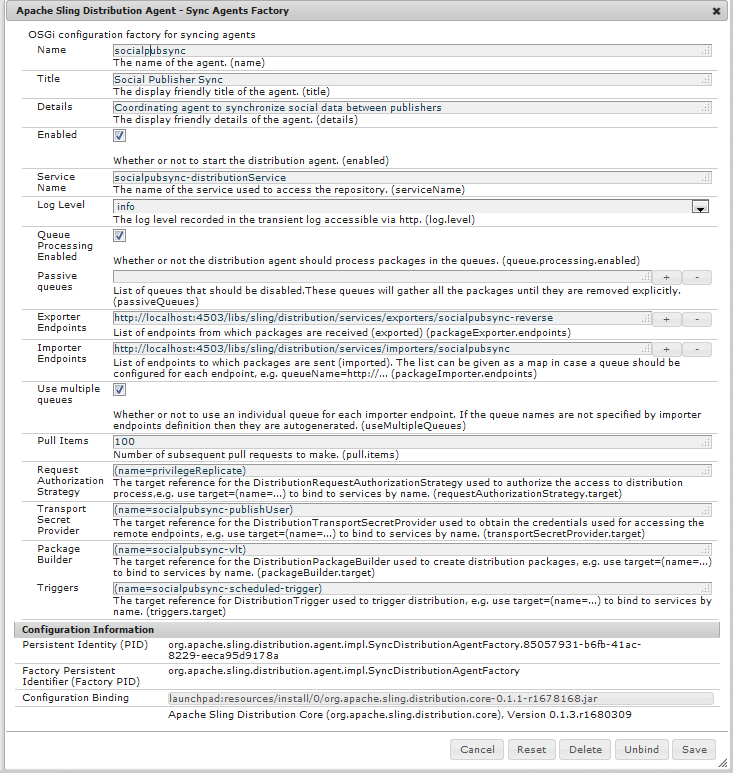 Apache Sling Distribution Agent - Sync Agents Factory
OSGi configuration factory for syncing agents
Name
socialpubsync
The name of the agent. (name)
Title
Social Publisher Sync
The display friendly title of the agent. (title)
Details
Coordinating agent to synchronize social data between publishers
The display friendly details of the agent. (details)
Enabled
Whether or not to start the distribution agent. (enabled)
Service
Name
socialpubsync-distributionService
The name of the service used to access the repository. (serviceName)
Log Level
info
The log level recorded in the transient log accessible via http. (log.level)
Queue
Processing
Enabled
Whether or not the distribution agent should process packages in the queues. (queue.processing.enabled)
Passive
queues
+ -
List of queues that should be disabled.These queues will gather all the packages until they are removed explicitly.
(passiveQueues)
Exporter
Endpoints
http://localhost:4503/libs/sling/distribution/services/exporters/socialpubsync-reverse
+ -
List of endpoints from which packages are received (exported) (packageExporter.endpoints)
Importer
Endpoints
http://localhost:4503/libs/sling/distribution/services/importers/socialpubsync
+ -
List of endpoints to which packages are sent (imported). The list can be given as a map in case a queue should be
configured for each endpoint, e.g. queueName=http://... (packageImporter.endpoints)
Use multiple
queues
Whether or not to use an individual queue for each importer endpoint. If the queue names are not specified by importer
endpoints definition then they are autogenerated. (useMultipleQueues)
Pull Items
100
Number of subsequent pull requests to make. (pull.items)
Request
Authorization
Strategy
(name=privilegeReplicate)
The target reference for the DistributionRequestAuthorizationStrategy used to authorize the access to distribution
process,e.g. use target=(name=...) to bind to services by name. (requestAuthorizationStrategy.target)
Transport
Secret
Provider
(name=socialpubsync-publishUser)
The target reference for the DistributionTransportSecretProvider used to obtain the credentials used for accessing the
remote endpoints, e.g. use target=(name=...) to bind to services by name. (transportSecretProvider.target)
Package
Builder
(name=socialpubsync-vlt)
The target reference for the DistributionPackageBuilder used to create distribution packages, e.g. use target=(name=...)
to bind to services by name. (packageBuilder.target)
Triggers
(name=socialpubsync-scheduled-trigger)
The target reference for DistributionTrigger used to trigger distribution, e.g. use target=(name=...) to bind to services by
name. (triggers.target)
Configuration Information
Persistent Identity (PID)
org.apache.sling.distribution.agent.impl.SyncDistributionAgentFactory.85057931-b6fb-41ac-
8229-eeca95d9178a
Factory Persistent
Identifier (Factory PID)
org.apache.sling.distribution.agent.impl.SyncDistributionAgentFactory
Configuration Binding
launchpad:resources/install/0/org.apache.sling.distribution.core-0.1.1-r1678168.jar
Apache Sling Distribution Core (org.apache.sling.distribution.core), Version 0.1.3.r1680309
Cancel Reset Delete Unbind Save